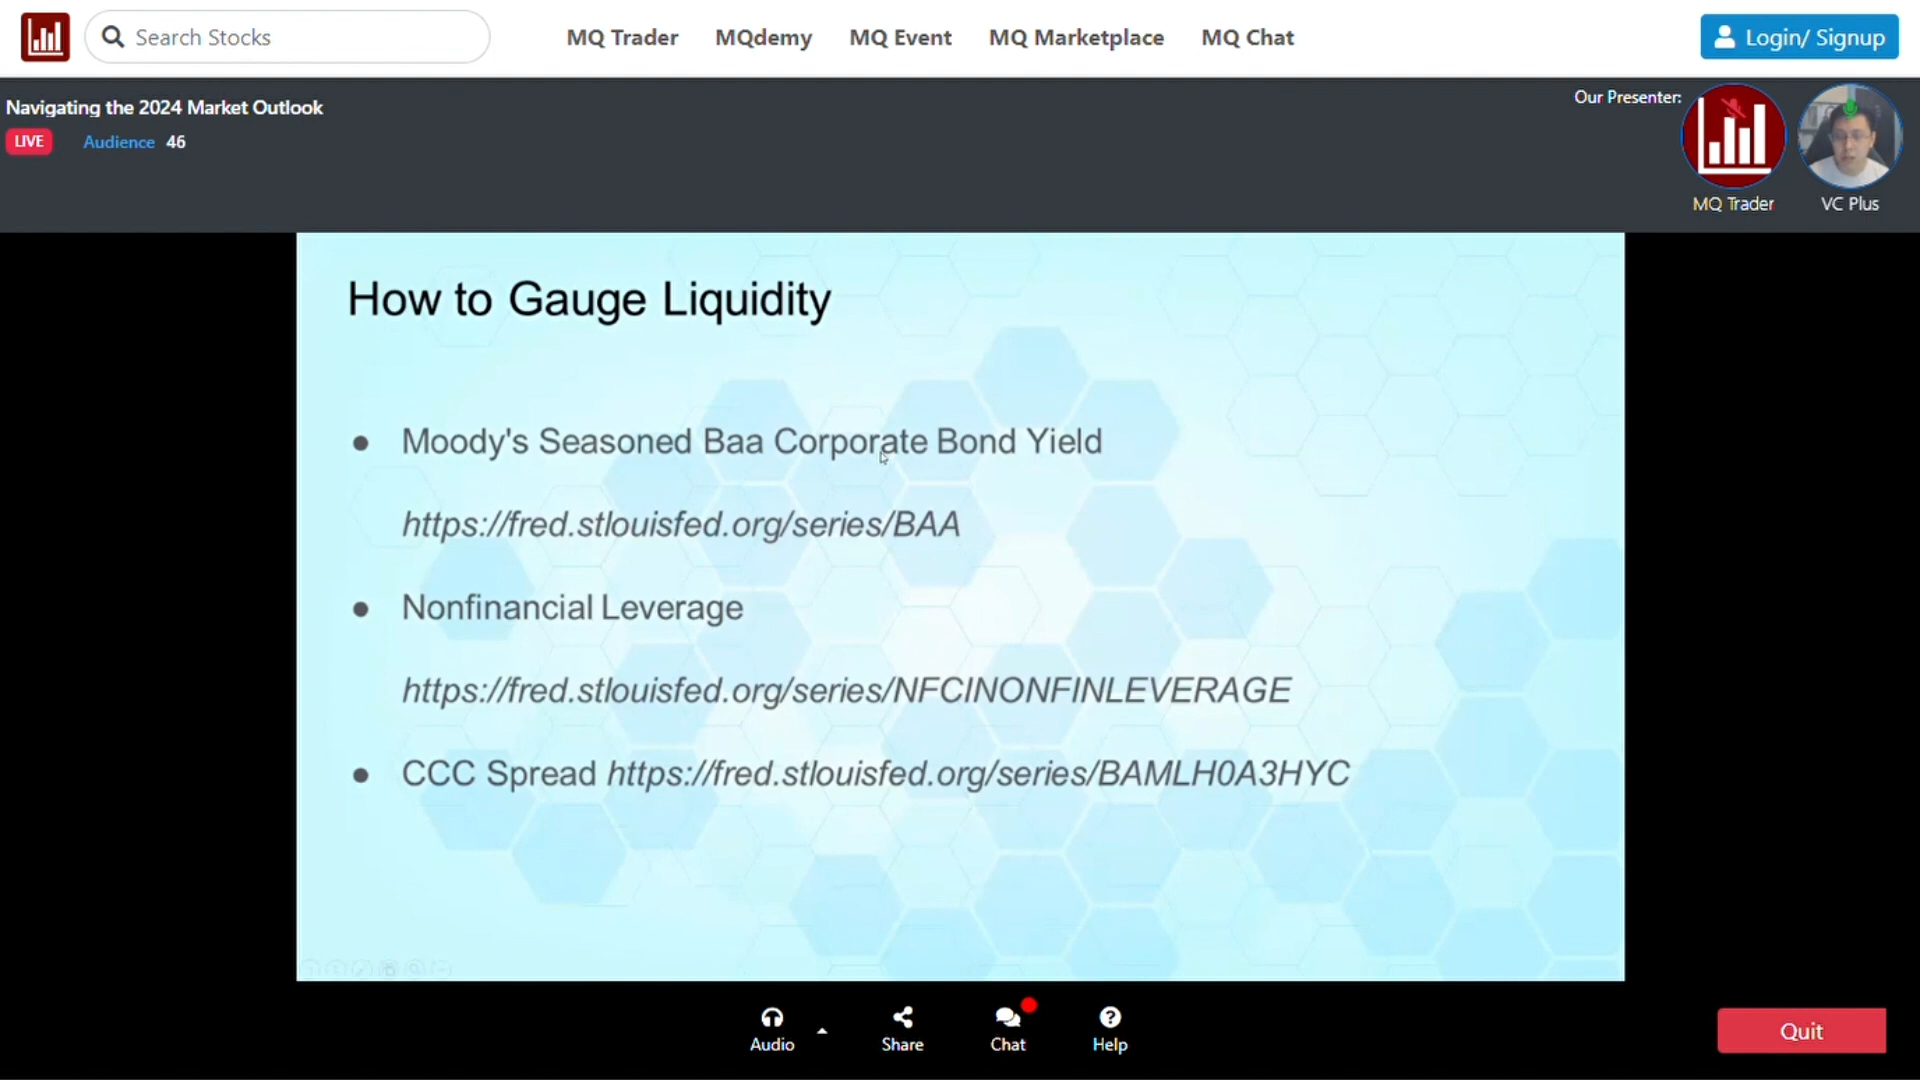 Search Stocks
MQ Trader
MQdemy
MQ Event
MQ Marketplace
MQ Chat
Login/ Signup
Navigating the 2024 Market Outlook
LIVE
Audience 46
Our Presenter:
MQ Trader
VC Plus
How to Gauge Liquidity
● Moody's Seasoned Baa Corporate Bond Yield
https://fred.stlouisfed.org/series/BAA
● Nonfinancial Leverage
https://fred.stlouisfed.org/series/NFCINONFINLEVERAGE
● CCC Spread https://fred.stlouisfed.org/series/BAMLH0A3HYC
Audio
Share
Chat
Help
Quit